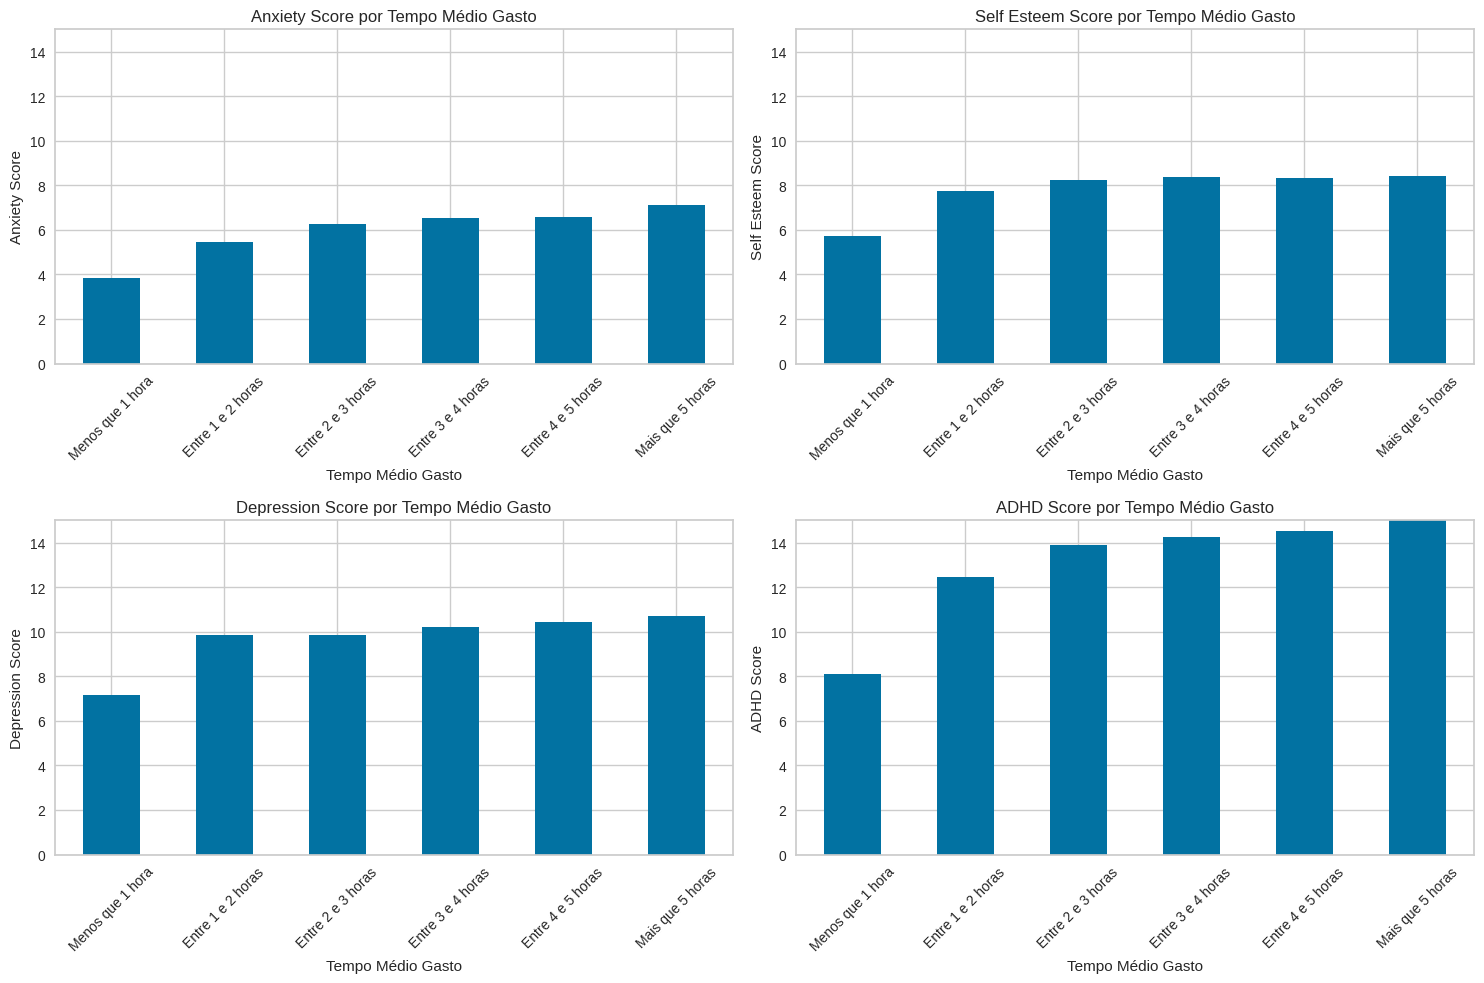 Anxiety Score por Tempo Médio Gasto
Anxiety Score
14
12
10
8
6
4
2
0
Menos que 1 hora
Entre 1 e 2 horas
Entre 2 e 3 horas
Entre 3 e 4 horas
Entre 4 e 5 horas
Mais que 5 horas
Tempo Médio Gasto
Self Esteem Score por Tempo Médio Gasto
Self Esteem Score
14
12
10
8
6
4
2
0
Menos que 1 hora
Entre 1 e 2 horas
Entre 2 e 3 horas
Entre 3 e 4 horas
Entre 4 e 5 horas
Mais que 5 horas
Tempo Médio Gasto
Depression Score por Tempo Médio Gasto
Depression Score
14
12
10
8
6
4
2
0
Menos que 1 hora
Entre 1 e 2 horas
Entre 2 e 3 horas
Entre 3 e 4 horas
Entre 4 e 5 horas
Mais que 5 horas
Tempo Médio Gasto
ADHD Score por Tempo Médio Gasto
ADHD Score
14
12
10
8
6
4
2
0
Menos que 1 hora
Entre 1 e 2 horas
Entre 2 e 3 horas
Entre 3 e 4 horas
Entre 4 e 5 horas
Mais que 5 horas
Tempo Médio Gasto